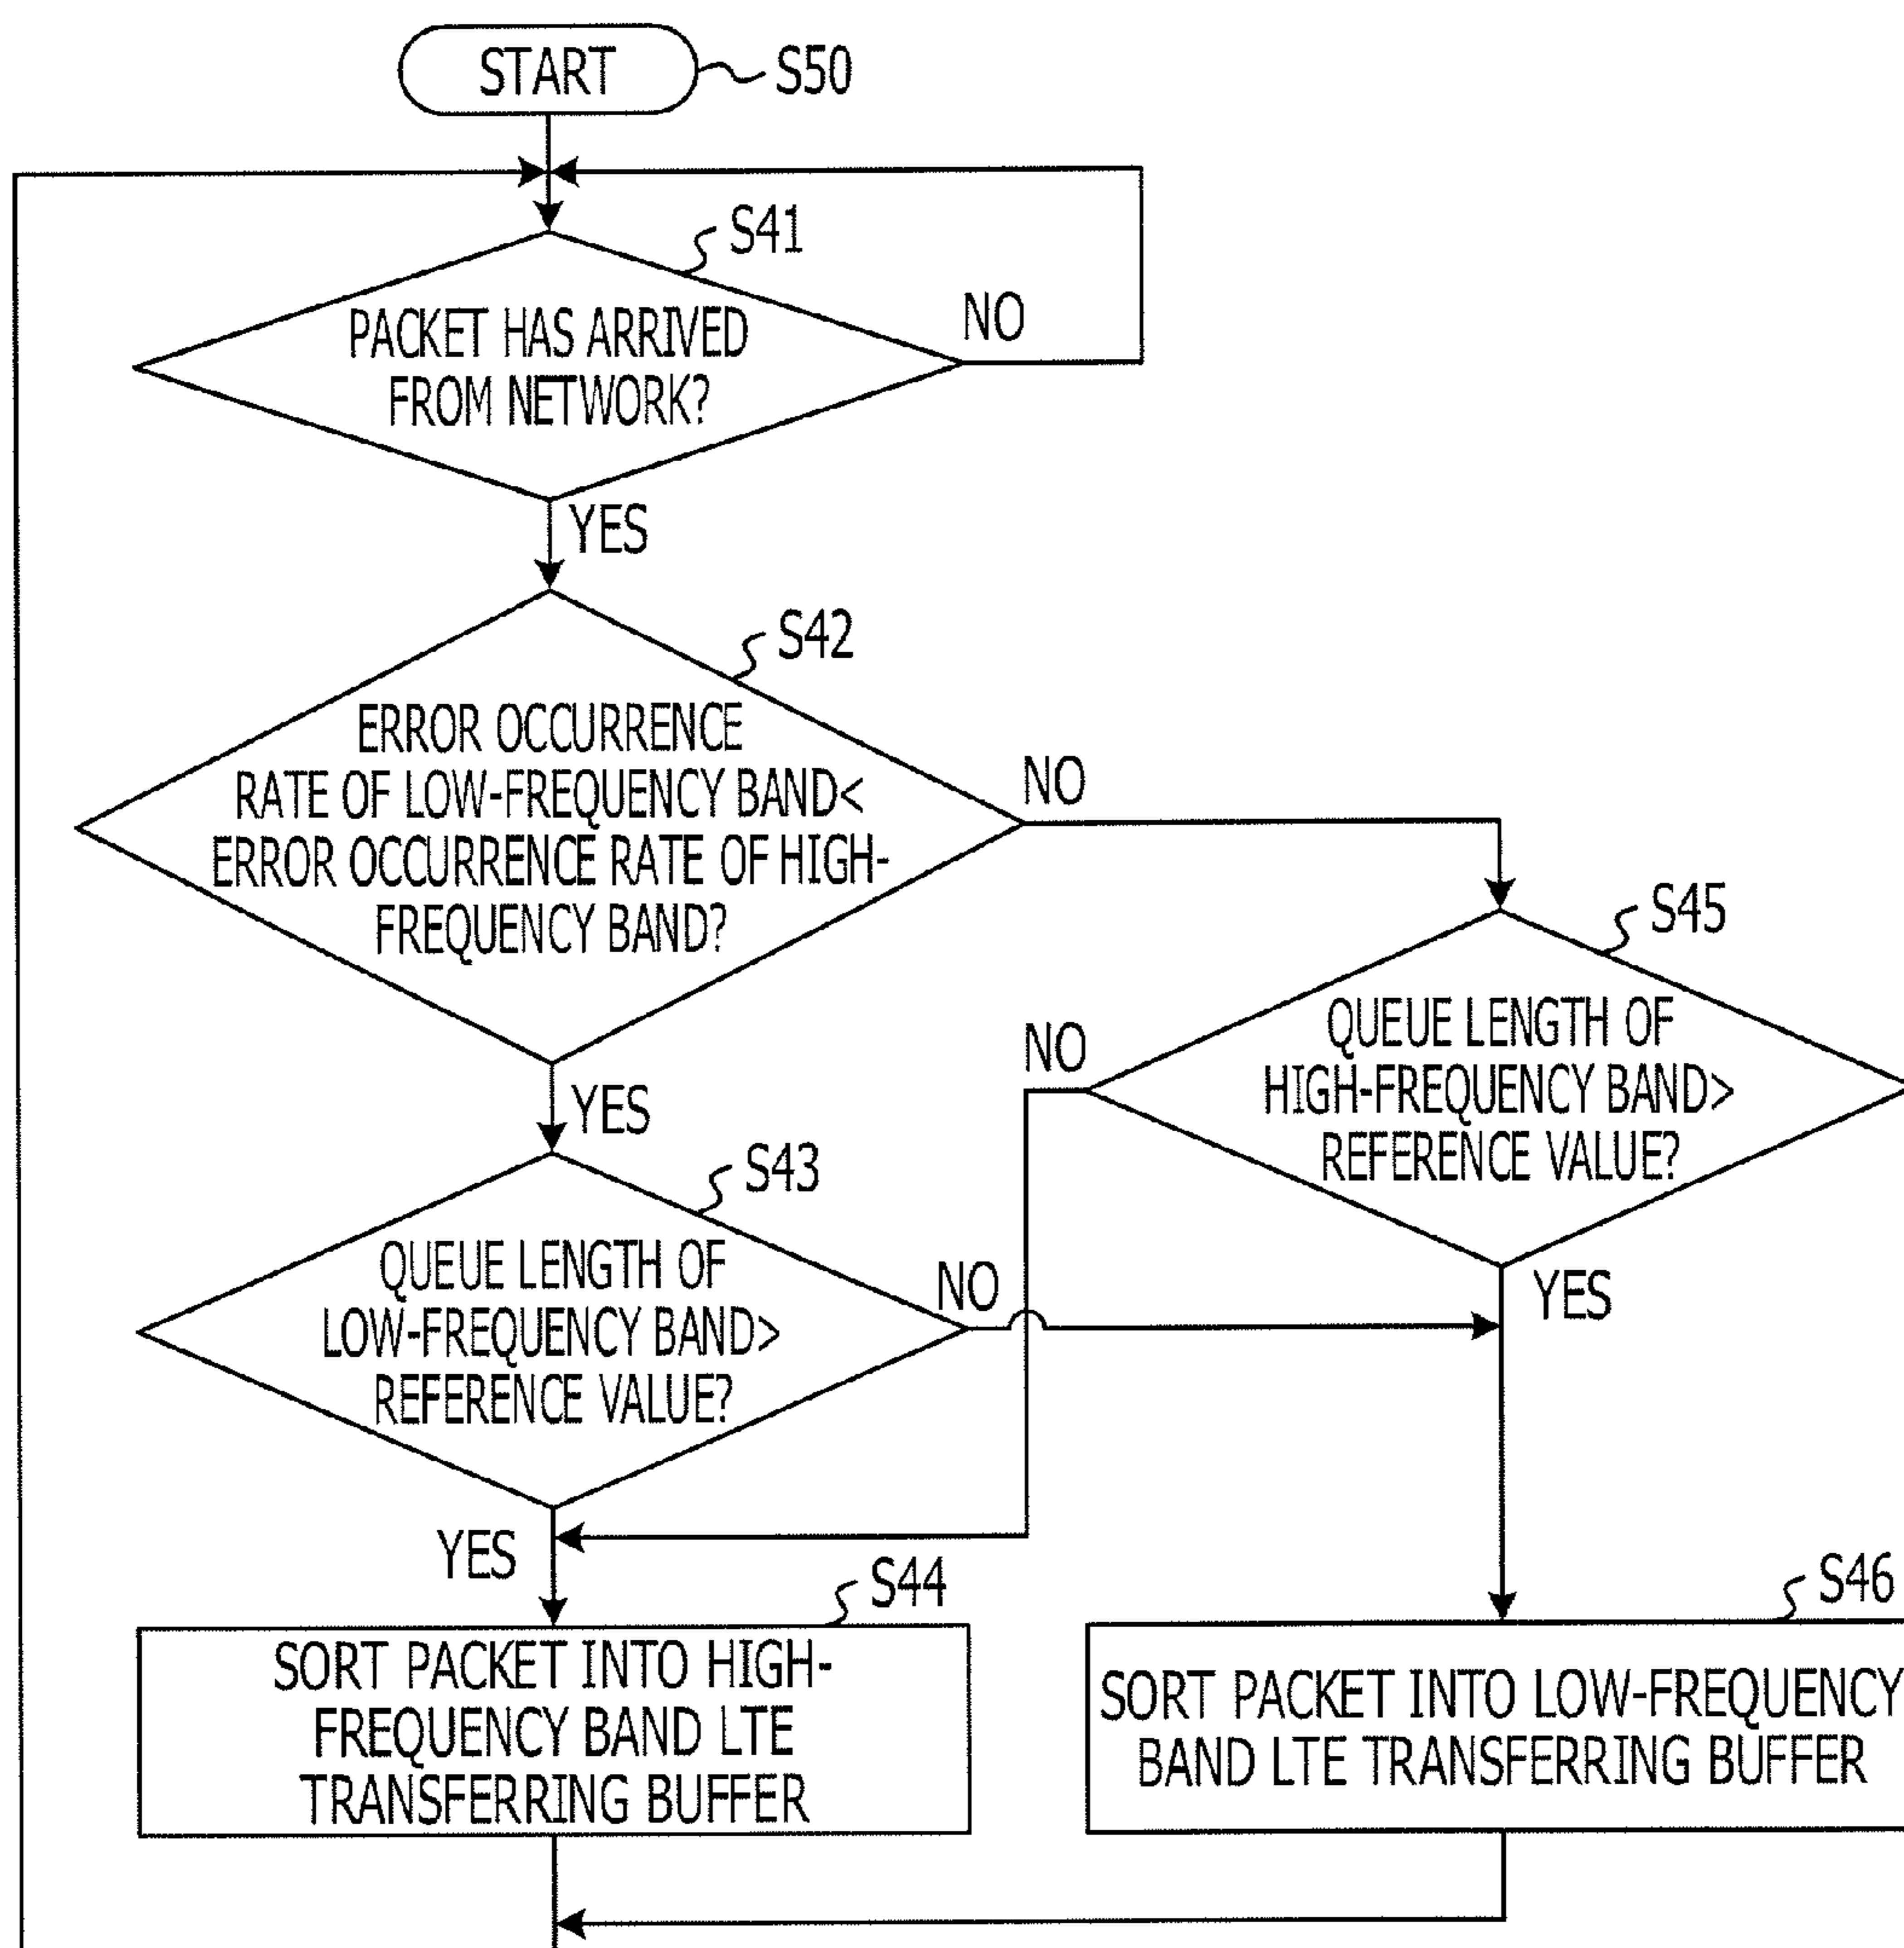 START
S50
S41
PACKET HAS ARRIVED
FROM NETWORK?
NO
YES
S42
ERROR OCCURRENCE
RATE OF LOW-FREQUENCY BAND<
ERROR OCCURRENCE RATE OF HIGH-
FREQUENCY BAND?
NO
YES
S45
QUEUE LENGTH OF
HIGH-FREQUENCY BAND>
REFERENCE VALUE?
NO
YES
S43
QUEUE LENGTH OF
LOW-FREQUENCY BAND>
REFERENCE VALUE?
NO
YES
S44
SORT PACKET INTO HIGH-
FREQUENCY BAND LTE
TRANSFERRING BUFFER
S46
SORT PACKET INTO LOW-FREQUENCY
BAND LTE TRANSFERRING BUFFER